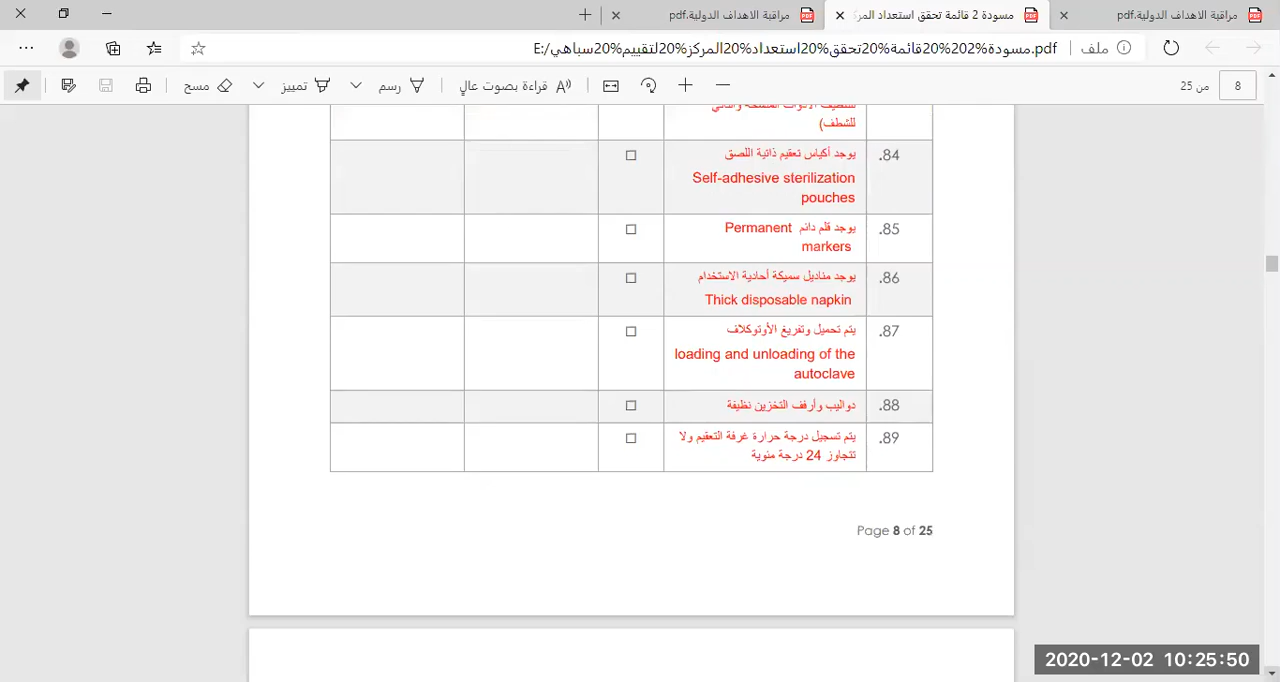 مراقبة الاهداف الدولية.pdf
مسودة 2 قائمة تحقق استعداد المرك
مراقبة الاهداف الدولية.pdf
ملف
E:/مسودة%202%20قائمة%20تحقق%20استعداد%20المركز%20لتقييم%20سباهي.pdf
8
من 25
قراءة بصوت عالٍ
رسم
تمييز
مسح
للشطف)
84.
يوجد أكياس تعقيم ذاتية اللصق
Self-adhesive sterilization
pouches
85.
يوجد قلم دائم Permanent
markers
86.
يوجد مناديل سميكة أحادية الاستخدام
Thick disposable napkin
87.
يتم تحميل وتفريغ الأوتوكلاف
loading and unloading of the
autoclave
88.
دواليب وأرفف التخزين نظيفة
89.
يتم تسجيل درجة حرارة غرفة التعقيم ولا
تتجاوز 24 درجة مئوية
Page 8 of 25
2020-12-02 10:25:50